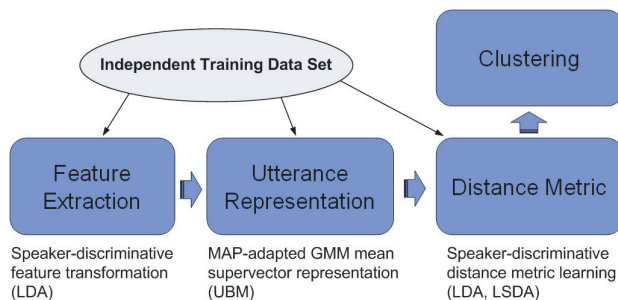 Independent Training Data Set
Clustering
Feature
Extraction
Utterance
Representation
Distance Metric
Speaker-discriminative
feature transformation
(LDA)
MAP-adapted GMM mean
supervector representation
(UBM)
Speaker-discriminative
distance metric learning
(LDA, LSDA)